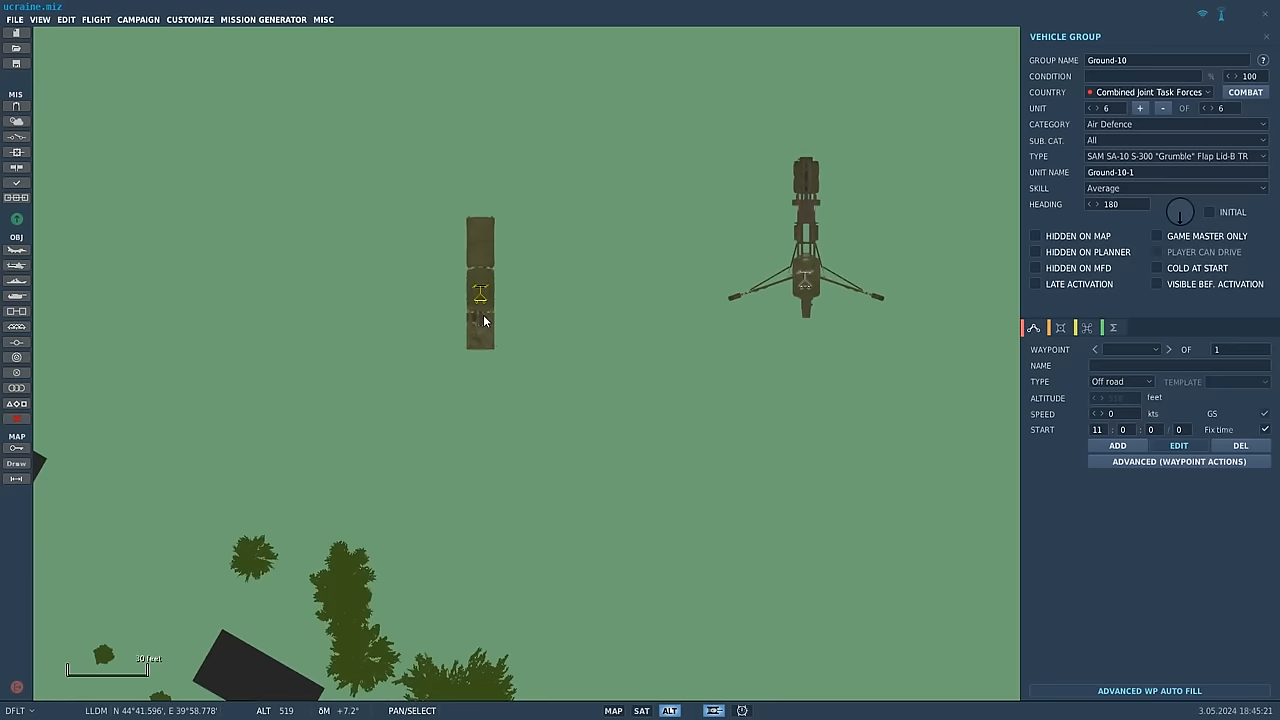 ucraine.miz
FILE VIEW EDIT FLIGHT CAMPAIGN CUSTOMIZE MISSION GENERATOR MISC
MIS
OBJ
MAP
Draw
VEHICLE GROUP
GROUP NAME Ground-10 ?
CONDITION % 100
COUNTRY Combined Joint Task Forces COMBAT
UNIT 6 + - OF 6
CATEGORY Air Defence
SUB. CAT. All
TYPE SAM SA-10 S-300 "Grumble" Flap Lid-B TR
UNIT NAME Ground-10-1
SKILL Average
HEADING 180 INITIAL
HIDDEN ON MAP GAME MASTER ONLY
HIDDEN ON PLANNER PLAYER CAN DRIVE
HIDDEN ON MFD COLD AT START
LATE ACTIVATION VISIBLE BEF. ACTIVATION
WAYPOINT OF 1
NAME
TYPE Off road TEMPLATE
ALTITUDE feet
SPEED 0 kts GS
START 11 : 0 : 0 / 0 Fix time
ADD EDIT DEL
ADVANCED (WAYPOINT ACTIONS)
30 feet
ADVANCED WP AUTO FILL
DFLT LLDM N 44°41.596', E 39°58.778' ALT 519 δM +7.2° PAN/SELECT MAP SAT ALT 3.05.2024 18:45:21